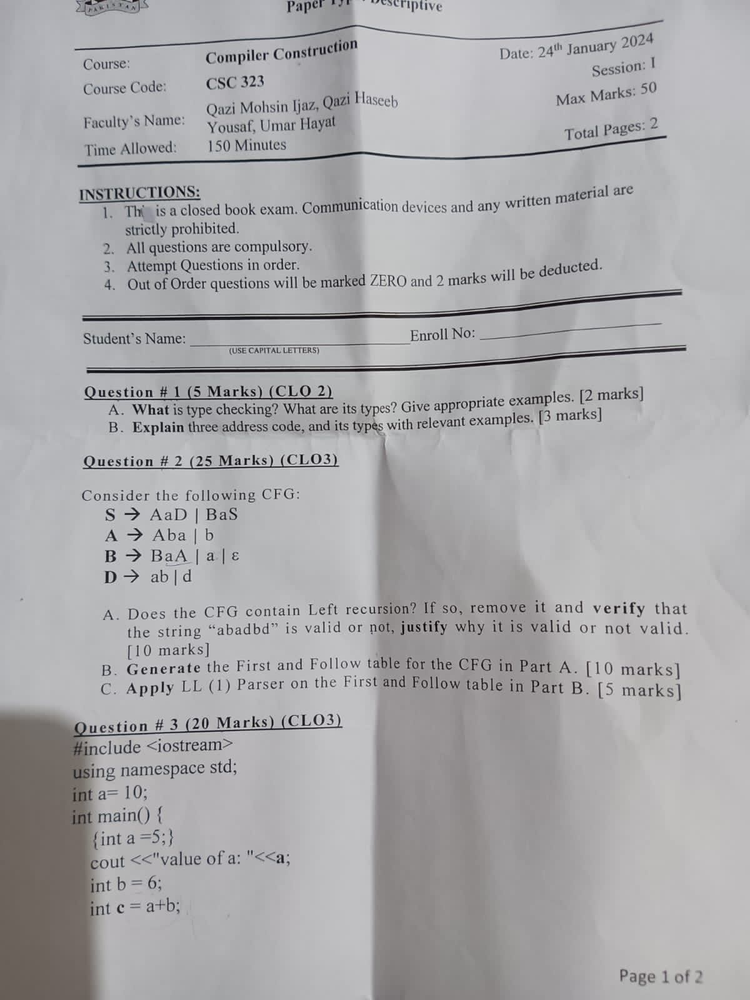 PAKISTAN
Paper Descriptive
Course: Compiler Construction Date: 24th January 2024
Course Code: CSC 323 Session: I
Faculty's Name: Qazi Mohsin Ijaz, Qazi Haseeb Max Marks: 50
Yousaf, Umar Hayat
Time Allowed: 150 Minutes Total Pages: 2
INSTRUCTIONS:
1. is a closed book exam. Communication devices and any written material are
strictly prohibited.
2. All questions are compulsory.
3. Attempt Questions in order.
4. Out of Order questions will be marked ZERO and 2 marks will be deducted.
Student's Name: ____________ Enroll No: ____________
(USE CAPITAL LETTERS)
Question # 1 (5 Marks) (CLO 2)
A. What is type checking? What are its types? Give appropriate examples. [2 marks]
B. Explain three address code, and its types with relevant examples. [3 marks]
Question # 2 (25 Marks) (CLO3)
Consider the following CFG:
S → AaD | BaS
A → Aba | b
B → BaA | a | ε
D → ab | d
A. Does the CFG contain Left recursion? If so, remove it and verify that
the string “abadbd” is valid or not, justify why it is valid or not valid.
[10 marks]
B. Generate the First and Follow table for the CFG in Part A. [10 marks]
C. Apply LL (1) Parser on the First and Follow table in Part B. [5 marks]
Question # 3 (20 Marks) (CLO3)
#include <iostream>
using namespace std;
int a= 10;
int main() {
{int a =5;}
cout <<"value of a: "<<a;
int b = 6;
int c = a+b;
Page 1 of 2